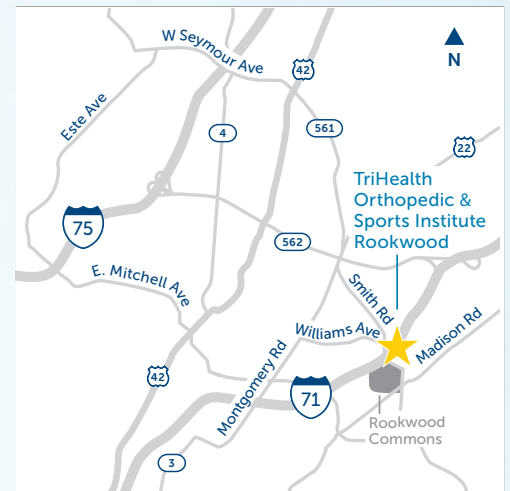 W Seymour Ave
42
N
Este Ave
4
561
22
TriHealth
Orthopedic &
Sports Institute
Rookwood
75
562
E. Mitchell Ave
Smith Rd
Williams Ave
Madison Rd
Montgomery Rd
42
71
Rookwood
Commons
3